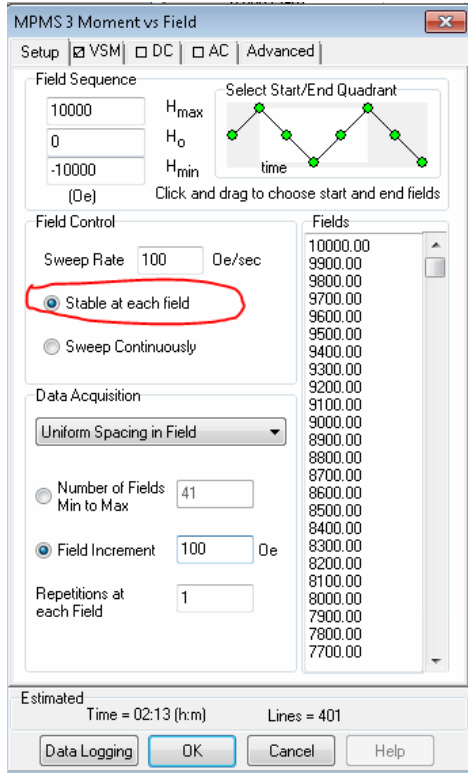 MPMS 3 Moment vs Field
Setup VSM DC AC Advanced
Field Sequence
10000 Hmax
0 Ho
-10000 Hmin
(Oe)
Select Start/End Quadrant
time
Click and drag to choose start and end fields
Field Control
Sweep Rate 100 Oe/sec
Stable at each field
Sweep Continuously
Data Acquisition
Uniform Spacing in Field
Number of Fields
Min to Max
41
Field Increment 100 Oe
Repetitions at
each Field
1
Fields
10000.00
9900.00
9800.00
9700.00
9600.00
9500.00
9400.00
9300.00
9200.00
9100.00
9000.00
8900.00
8800.00
8700.00
8600.00
8500.00
8400.00
8300.00
8200.00
8100.00
8000.00
7900.00
7800.00
7700.00
Estimated
Time = 02:13 (h:m) Lines = 401
Data Logging OK Cancel Help